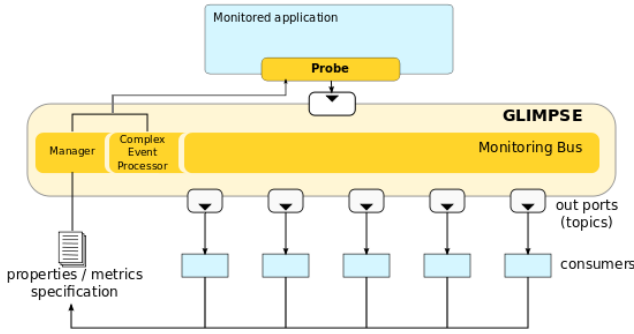 Monitored application
Probe
GLIMPSE
Manager
Complex
Event
Processor
Monitoring Bus
out ports
(topics)
consumers
properties / metrics
specification